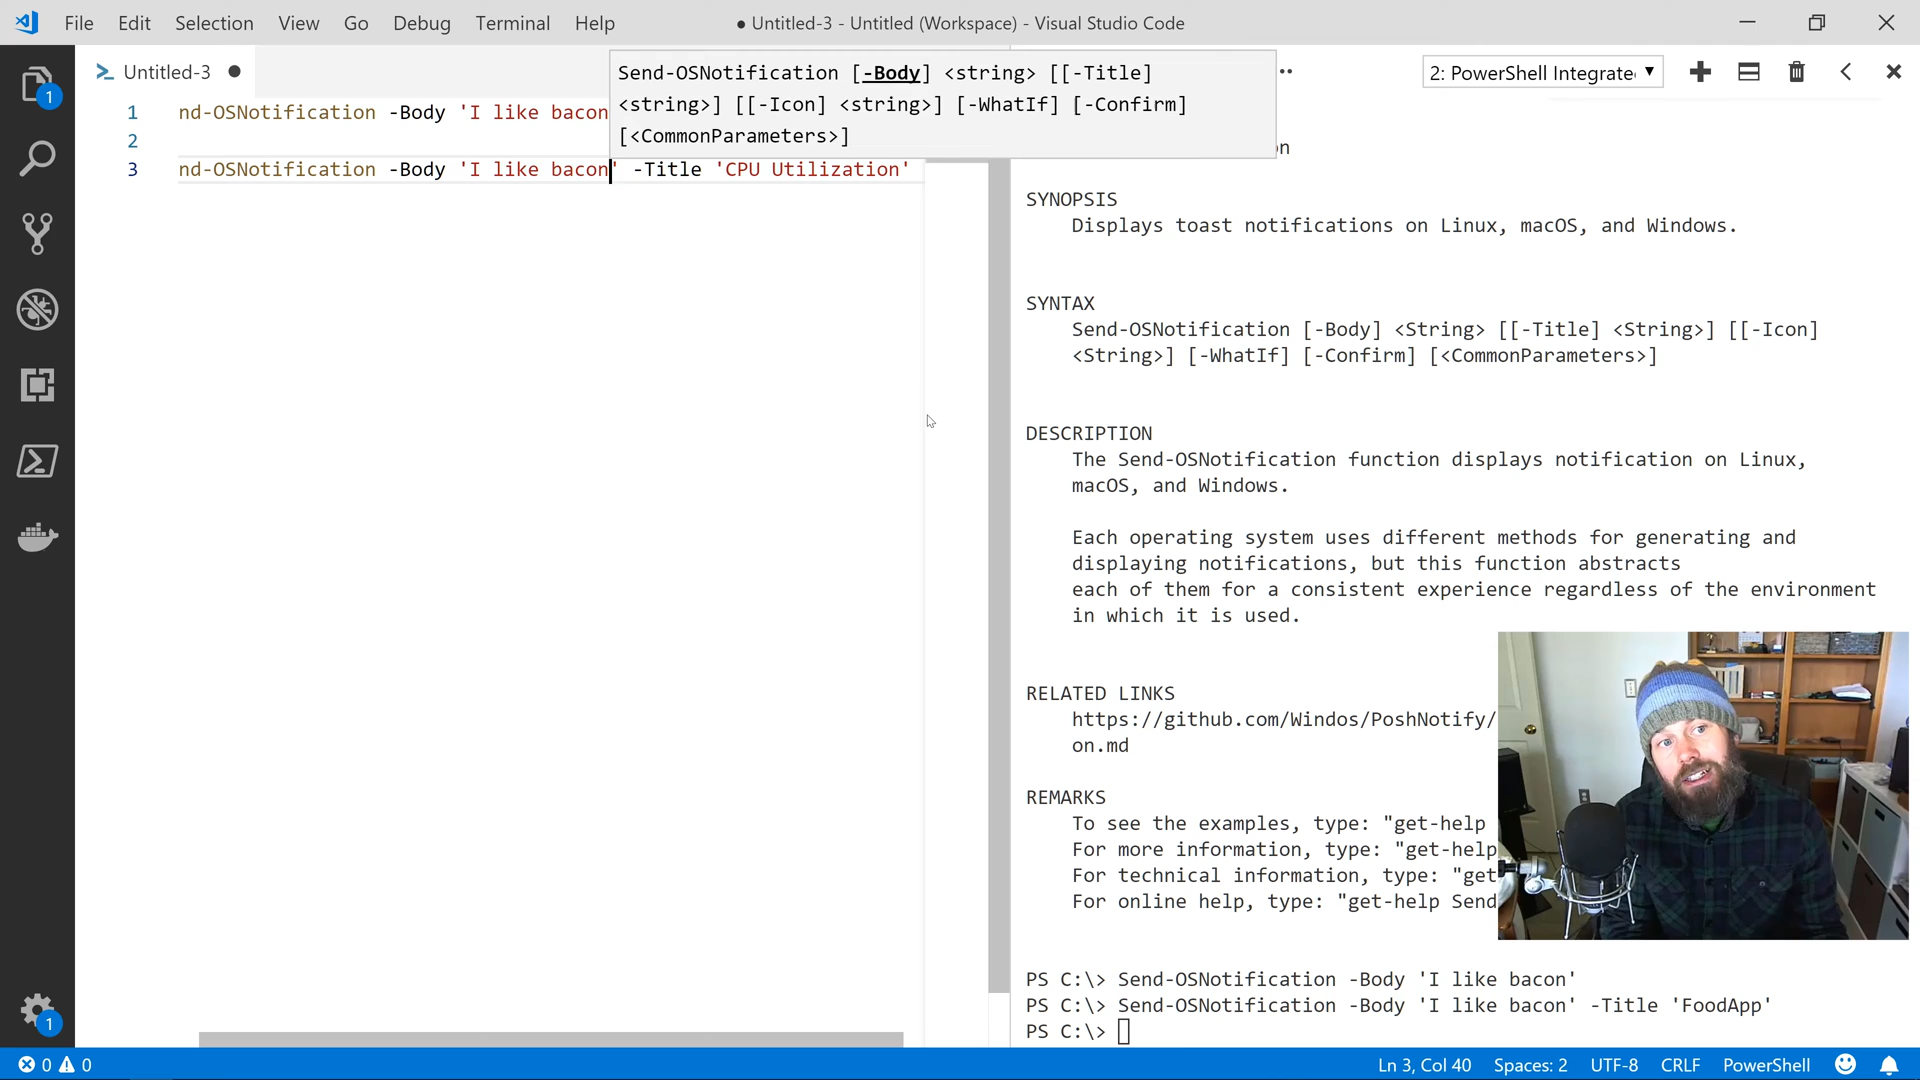 File Edit Selection View Go Debug Terminal Help
● Untitled-3 - Untitled (Workspace) - Visual Studio Code
Untitled-3 ●
1 nd-OSNotification -Body 'I like bacon
2
3 nd-OSNotification -Body 'I like bacon' -Title 'CPU Utilization'
Send-OSNotification [-Body] <string> [[-Title]
<string>] [[-Icon] <string>] [-WhatIf] [-Confirm]
[<CommonParameters>]
2: PowerShell Integrate
on
SYNOPSIS
Displays toast notifications on Linux, macOS, and Windows.
SYNTAX
Send-OSNotification [-Body] <String> [[-Title] <String>] [[-Icon]
<String>] [-WhatIf] [-Confirm] [<CommonParameters>]
DESCRIPTION
The Send-OSNotification function displays notification on Linux,
macOS, and Windows.
Each operating system uses different methods for generating and
displaying notifications, but this function abstracts
each of them for a consistent experience regardless of the environment
in which it is used.
RELATED LINKS
https://github.com/Windos/PoshNotify/
on.md
REMARKS
To see the examples, type: "get-help
For more information, type: "get-help
For technical information, type: "get
For online help, type: "get-help Send
PS C:\> Send-OSNotification -Body 'I like bacon'
PS C:\> Send-OSNotification -Body 'I like bacon' -Title 'FoodApp'
PS C:\>
1
1
0 0
Ln 3, Col 40 Spaces: 2 UTF-8 CRLF PowerShell